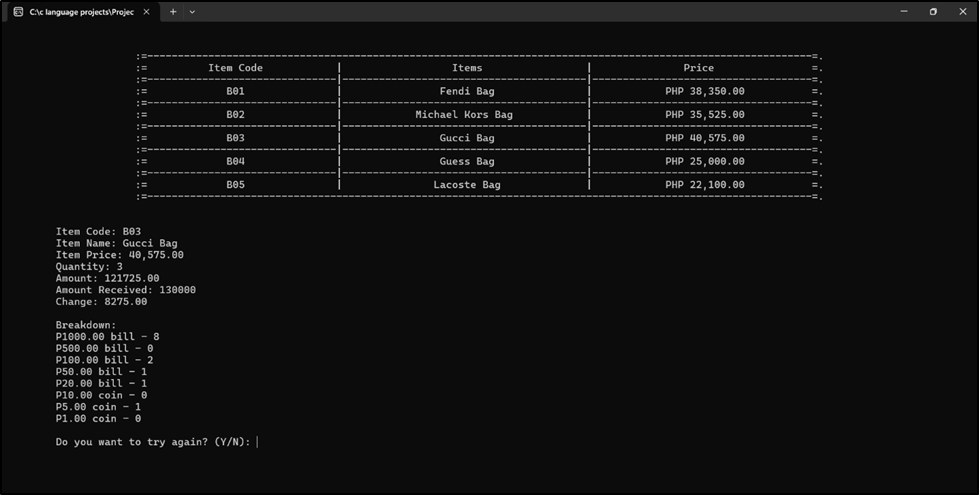 C:\c language projects\Projec
:=---------------------------------------------------------------------------------------------------------------=.
:= Item Code | Items | Price =.
:=-------------------------------|----------------------------------------|------------------------------------=.
:= B01 | Fendi Bag | PHP 38,350.00 =.
:=-------------------------------|----------------------------------------|------------------------------------=.
:= B02 | Michael Kors Bag | PHP 35,525.00 =.
:=-------------------------------|----------------------------------------|------------------------------------=.
:= B03 | Gucci Bag | PHP 40,575.00 =.
:=-------------------------------|----------------------------------------|------------------------------------=.
:= B04 | Guess Bag | PHP 25,000.00 =.
:=-------------------------------|----------------------------------------|------------------------------------=.
:= B05 | Lacoste Bag | PHP 22,100.00 =.
:=---------------------------------------------------------------------------------------------------------------=.
Item Code: B03
Item Name: Gucci Bag
Item Price: 40,575.00
Quantity: 3
Amount: 121725.00
Amount Received: 130000
Change: 8275.00
Breakdown:
P1000.00 bill - 8
P500.00 bill - 0
P100.00 bill - 2
P50.00 bill - 1
P20.00 bill - 1
P10.00 coin - 0
P5.00 coin - 1
P1.00 coin - 0
Do you want to try again? (Y/N):